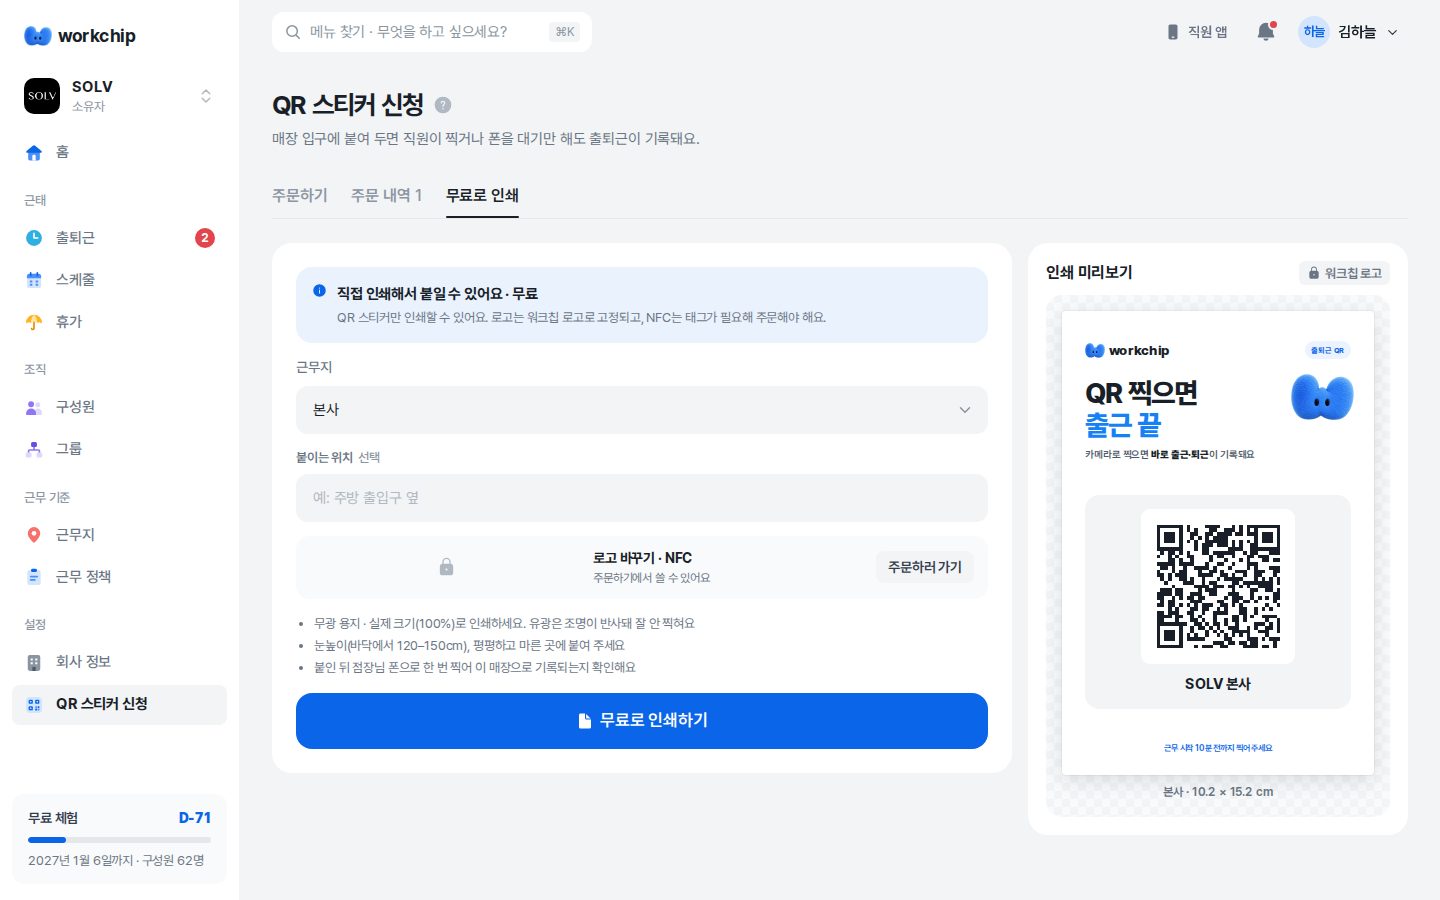 workchip
SOLV
SOLV
소유자
홈
근태
출퇴근
2
스케줄
휴가
조직
구성원
그룹
근무 기준
근무지
근무 정책
설정
회사 정보
QR 스티커 신청
무료 체험
D-71
2027년 1월 6일까지 · 구성원 62명
메뉴 찾기 · 무엇을 하고 싶으세요?
⌘K
직원 앱
하늘
김하늘
QR 스티커 신청
?
매장 입구에 붙여 두면 직원이 찍거나 폰을 대기만 해도 출퇴근이 기록돼요.
주문하기
주문 내역 1
무료로 인쇄
직접 인쇄해서 붙일 수 있어요 · 무료
QR 스티커만 인쇄할 수 있어요. 로고는 워크칩 로고로 고정되고, NFC는 태그가 필요해 주문해야 해요.
근무지
본사
붙이는 위치 선택
예: 주방 출입구 옆
로고 바꾸기 · NFC
주문하기에서 쓸 수 있어요
주문하러 가기
• 무광 용지 · 실제 크기(100%)로 인쇄하세요. 유광은 조명이 반사돼 잘 안 찍혀요
• 눈높이(바닥에서 120–150cm), 평평하고 마른 곳에 붙여 주세요
• 붙인 뒤 점장님 폰으로 한 번 찍어 이 매장으로 기록되는지 확인해요
무료로 인쇄하기
인쇄 미리보기
워크칩 로고
workchip
출퇴근 QR
QR 찍으면
출근 끝
카메라로 찍으면 바로 출근·퇴근이 기록돼요
SOLV 본사
근무 시작 10분 전까지 찍어주세요
본사 · 10.2 × 15.2 cm